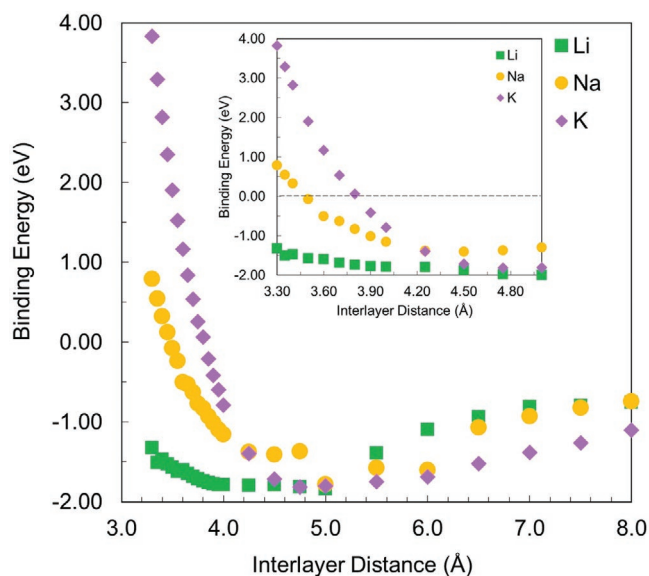 4.00
3.00
2.00
1.00
0.00
-1.00
-2.00
Binding Energy (eV)
3.0
4.0
5.0
6.0
7.0
8.0
Interlayer Distance (Å)
Li
Na
K
4.00
3.00
2.00
1.00
0.00
-1.00
-2.00
Binding Energy (eV)
3.30
3.60
3.90
4.20
4.50
4.80
Interlayer Distance (Å)
Li
Na
K